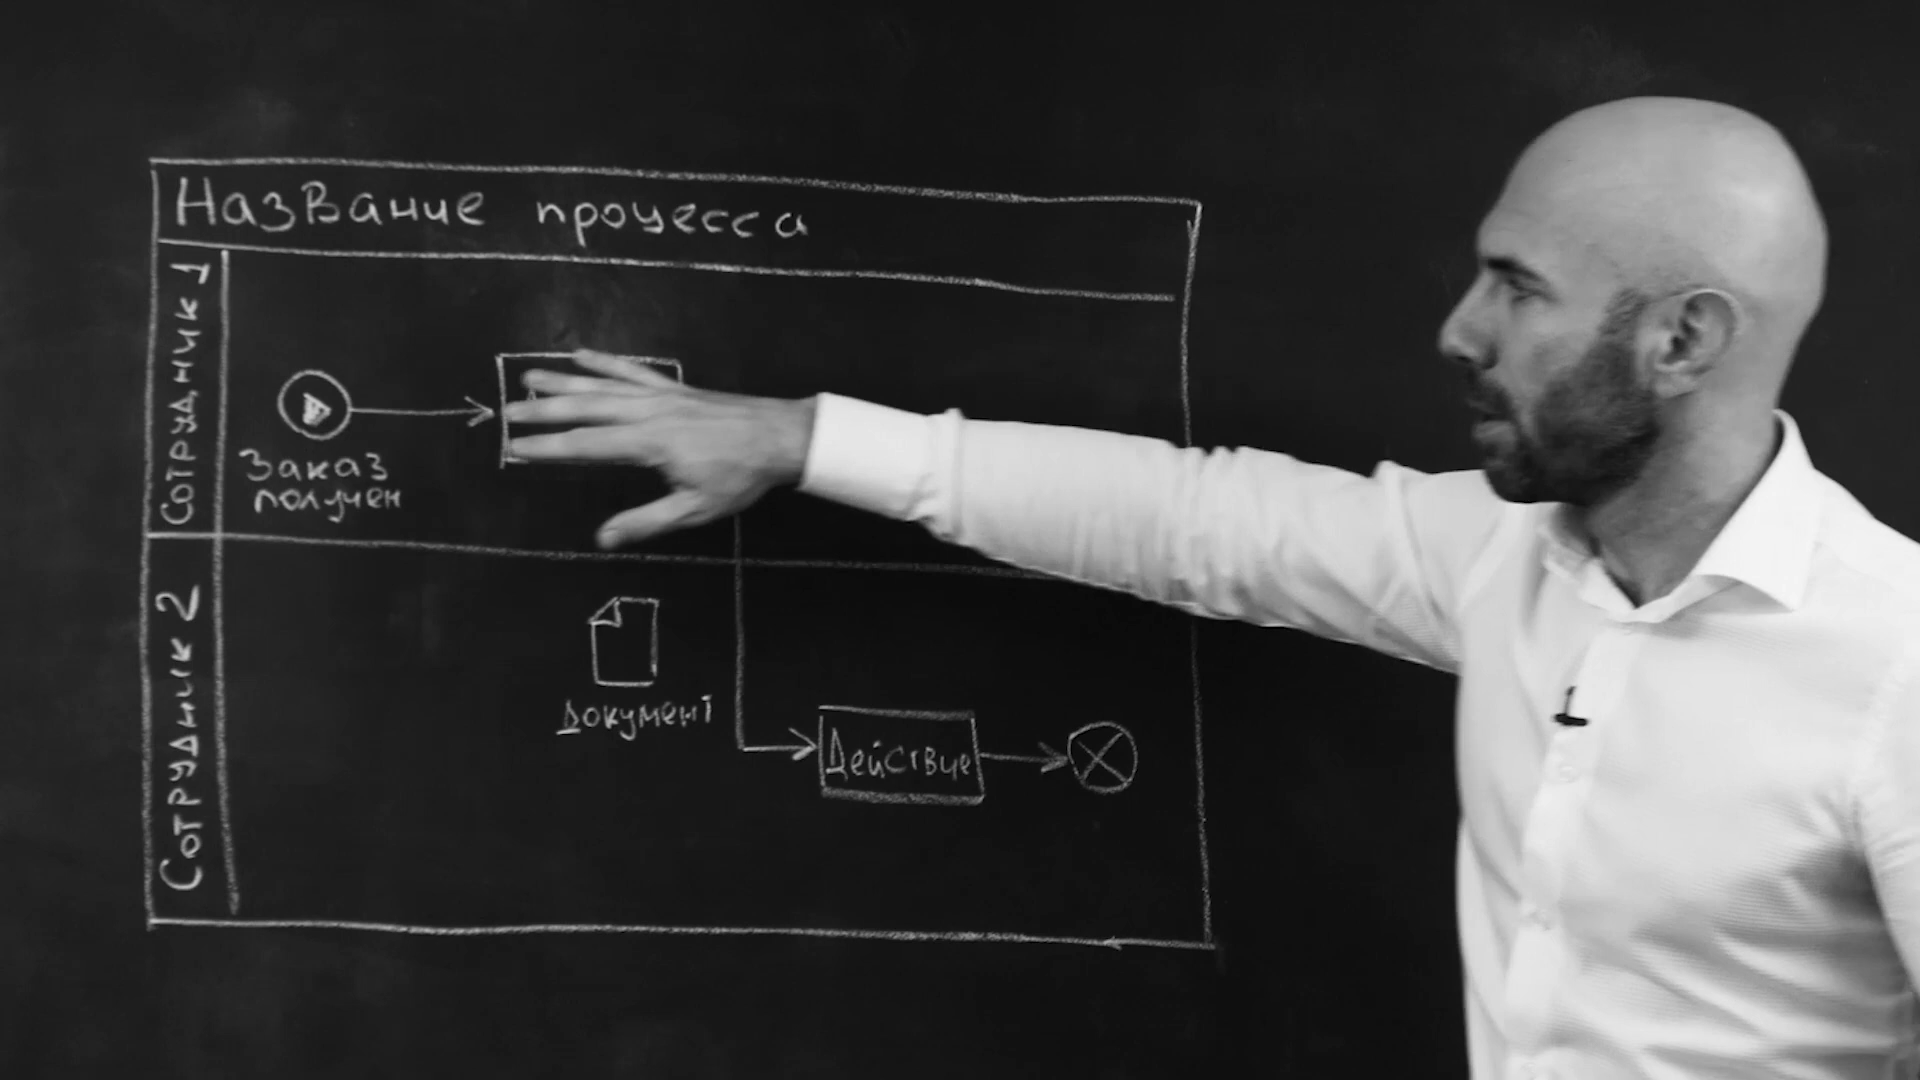 Название процесса
Сотрудник 1
Заказ
получен
Сотрудник 2
Документ
Действие